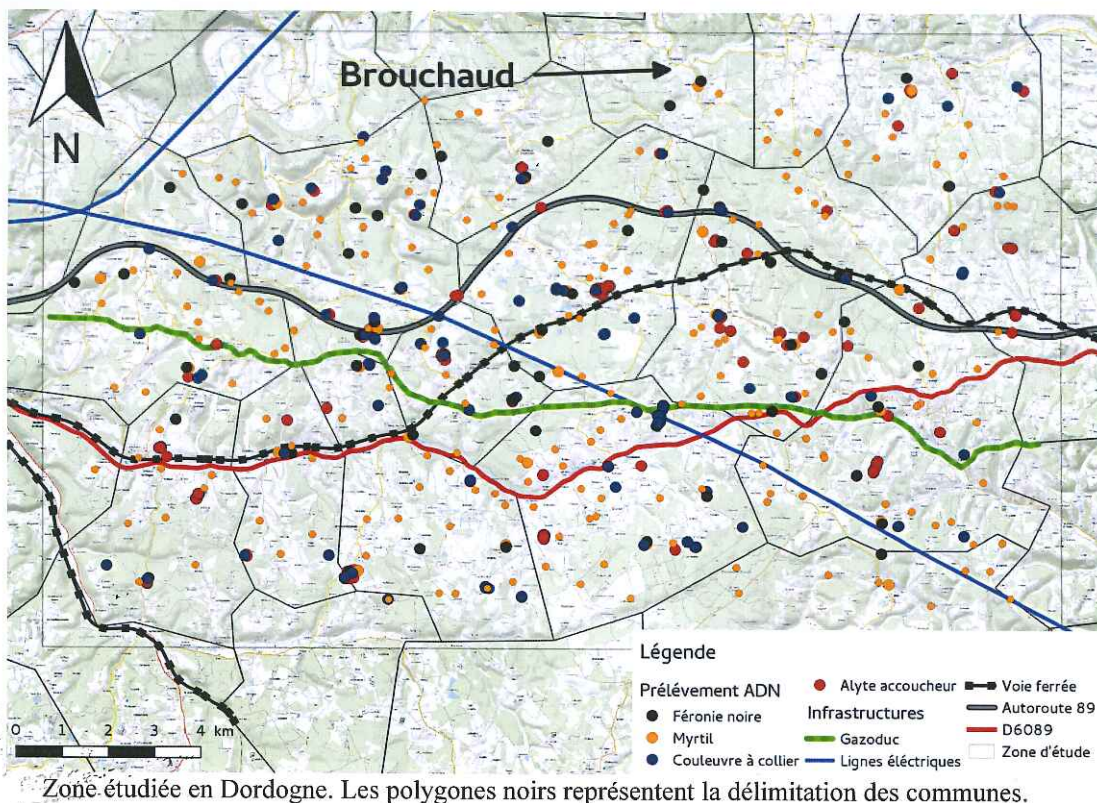 Brouchaud
N
0 1 2 3 4 km
Légende
Prélévement ADN
Féronie noire
Myrtil
Couleuvre à collier
Alyte accoucheur
Infrastructures
Gazoduc
Lignes éléctriques
Voie ferrée
Autoroute 89
D6089
Zone d'étude
Zone étudiée en Dordogne. Les polygones noirs représentent la délimitation des communes.